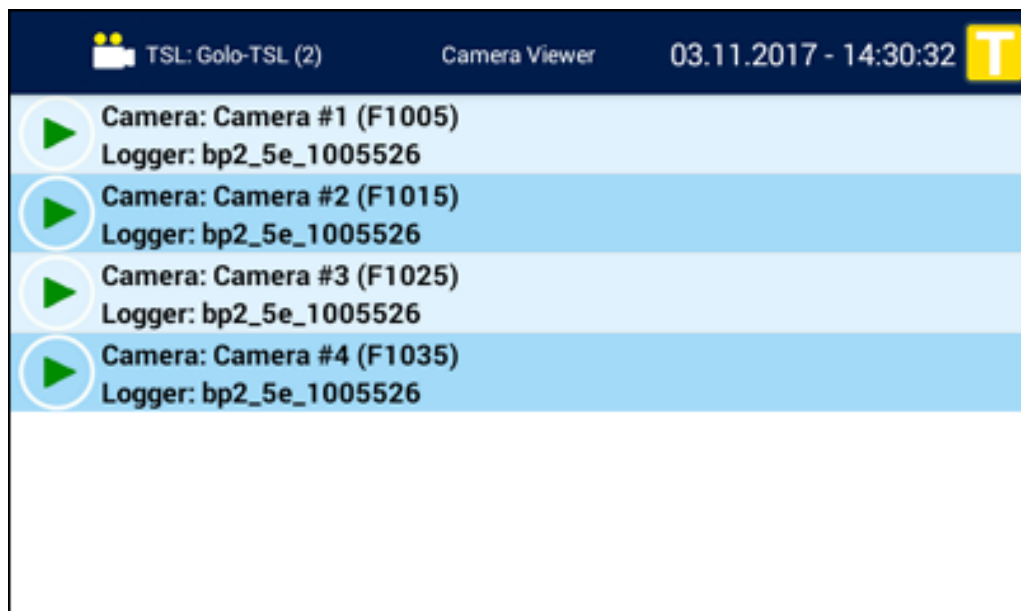 TSL: Golo-TSL (2) Camera Viewer 03.11.2017 - 14:30:32 T
Camera: Camera #1 (F1005)
Logger: bp2_5e_1005526
Camera: Camera #2 (F1015)
Logger: bp2_5e_1005526
Camera: Camera #3 (F1025)
Logger: bp2_5e_1005526
Camera: Camera #4 (F1035)
Logger: bp2_5e_1005526